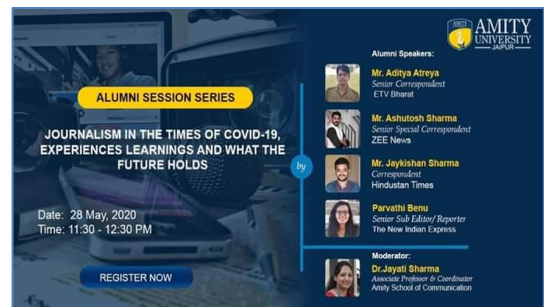 AMITY
UNIVERSITY
JAIPUR
ALUMNI SESSION SERIES
JOURNALISM IN THE TIMES OF COVID-19,
EXPERIENCES LEARNINGS AND WHAT THE
FUTURE HOLDS
Date: 28 May, 2020
Time: 11:30 - 12:30 PM
REGISTER NOW
by
Alumni Speakers:
Mr. Aditya Atreya
Senior Correspondent
ETV Bharat
Mr. Ashutosh Sharma
Senior Special Correspondent
ZEE News
Mr. Jaykishan Sharma
Correspondent
Hindustan Times
Parvathi Benu
Senior Sub Editor/ Reporter
The New Indian Express
Moderator:
Dr.Jayati Sharma
Associate Professor & Coordinator
Amity School of Communication